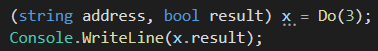 (string address, bool result) x = Do(3);
Console.WriteLine(x.result);